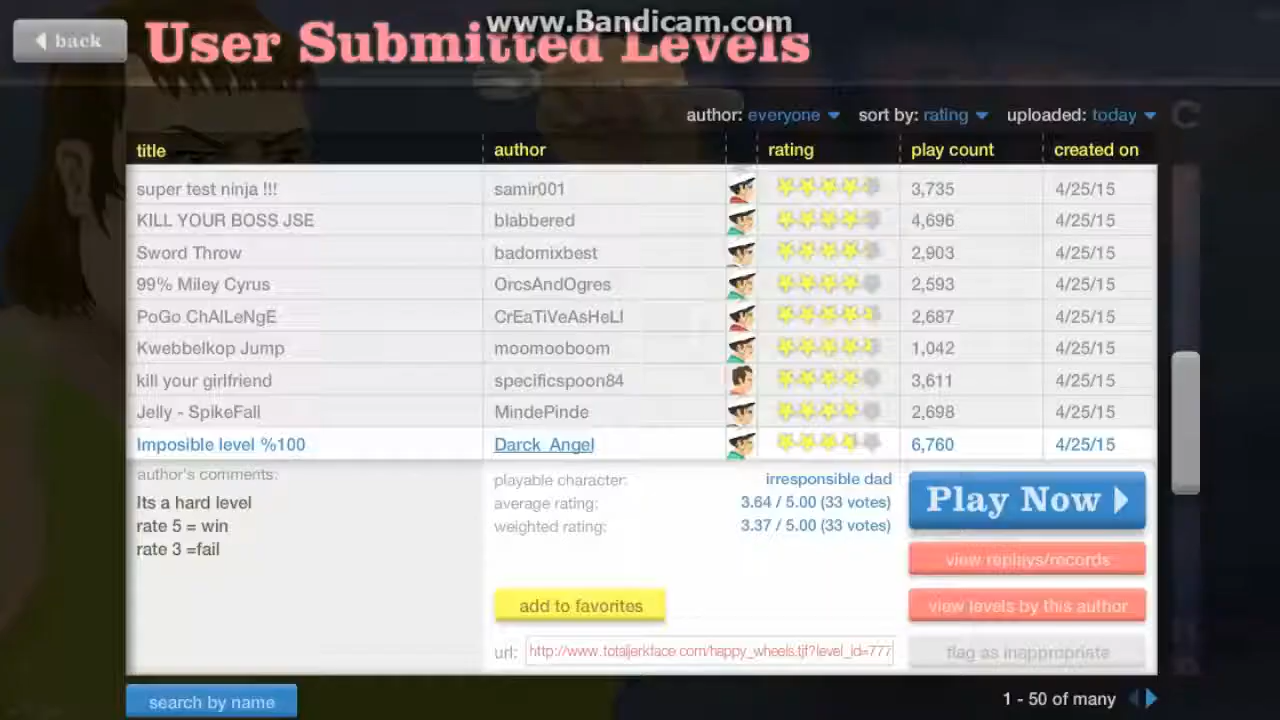 www.Bandicam.com
back
User Submitted Levels
author: everyone sort by: rating uploaded: today
title author rating play count created on
super test ninja !!! samir001 3,735 4/25/15
KILL YOUR BOSS JSE blabbered 4,696 4/25/15
Sword Throw badomixbest 2,903 4/25/15
99% Miley Cyrus OrcsAndOgres 2,593 4/25/15
PoGo ChAlLeNgE CrEaTiVeAsHeLl 2,687 4/25/15
Kwebbelkop Jump moomooboom 1,042 4/25/15
kill your girlfriend specificspoon84 3,611 4/25/15
Jelly - SpikeFall MindePinde 2,698 4/25/15
Imposible level %100 Darck_Angel 6,760 4/25/15
author's comments:
Its a hard level
rate 5 = win
rate 3 =fail
playable character: irresponsible dad
average rating: 3.64 / 5.00 (33 votes)
weighted rating: 3.37 / 5.00 (33 votes)
add to favorites
url: http://www.totaljerkface.com/happy_wheels.tjf?level_id=777
Play Now
view replays/records
view levels by this author
flag as inappropriate
search by name
1 - 50 of many